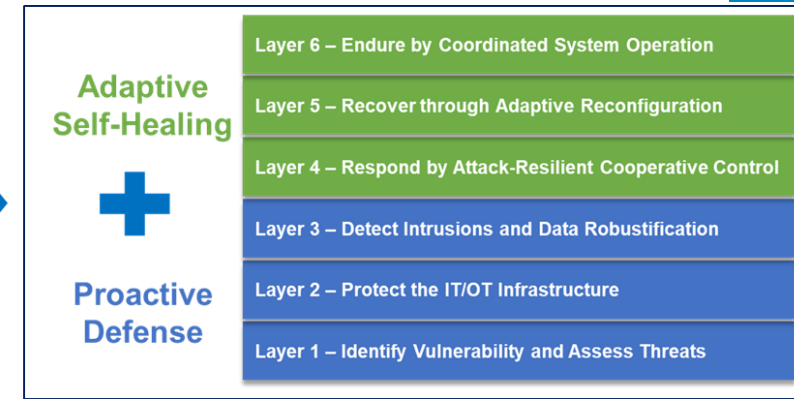 Adaptive
Self-Healing
Proactive
Defense
Layer 6 – Endure by Coordinated System Operation
Layer 5 – Recover through Adaptive Reconfiguration
Layer 4 – Respond by Attack-Resilient Cooperative Control
Layer 3 – Detect Intrusions and Data Robustification
Layer 2 – Protect the IT/OT Infrastructure
Layer 1 – Identify Vulnerability and Assess Threats